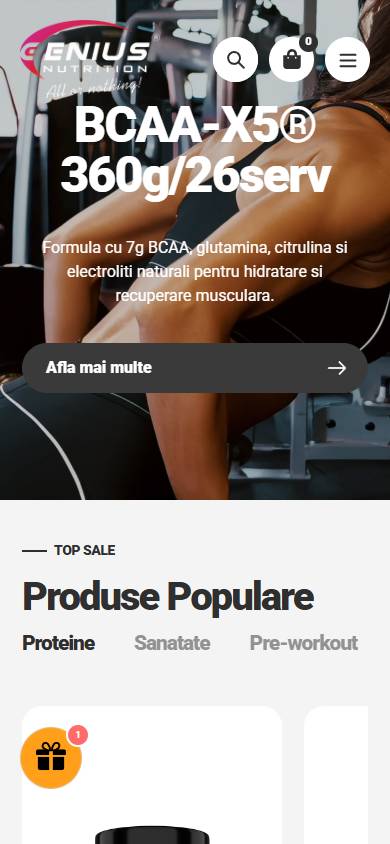 GENIUS
NUTRITION
All or nothing!
0
BCAA-X5®
360g/26serv
Formula cu 7g BCAA, glutamina, citrulina si
electroliti naturali pentru hidratare si
recuperare musculara.
Afla mai multe
TOP SALE
Produse Populare
Proteine Sanatate Pre-workout
1